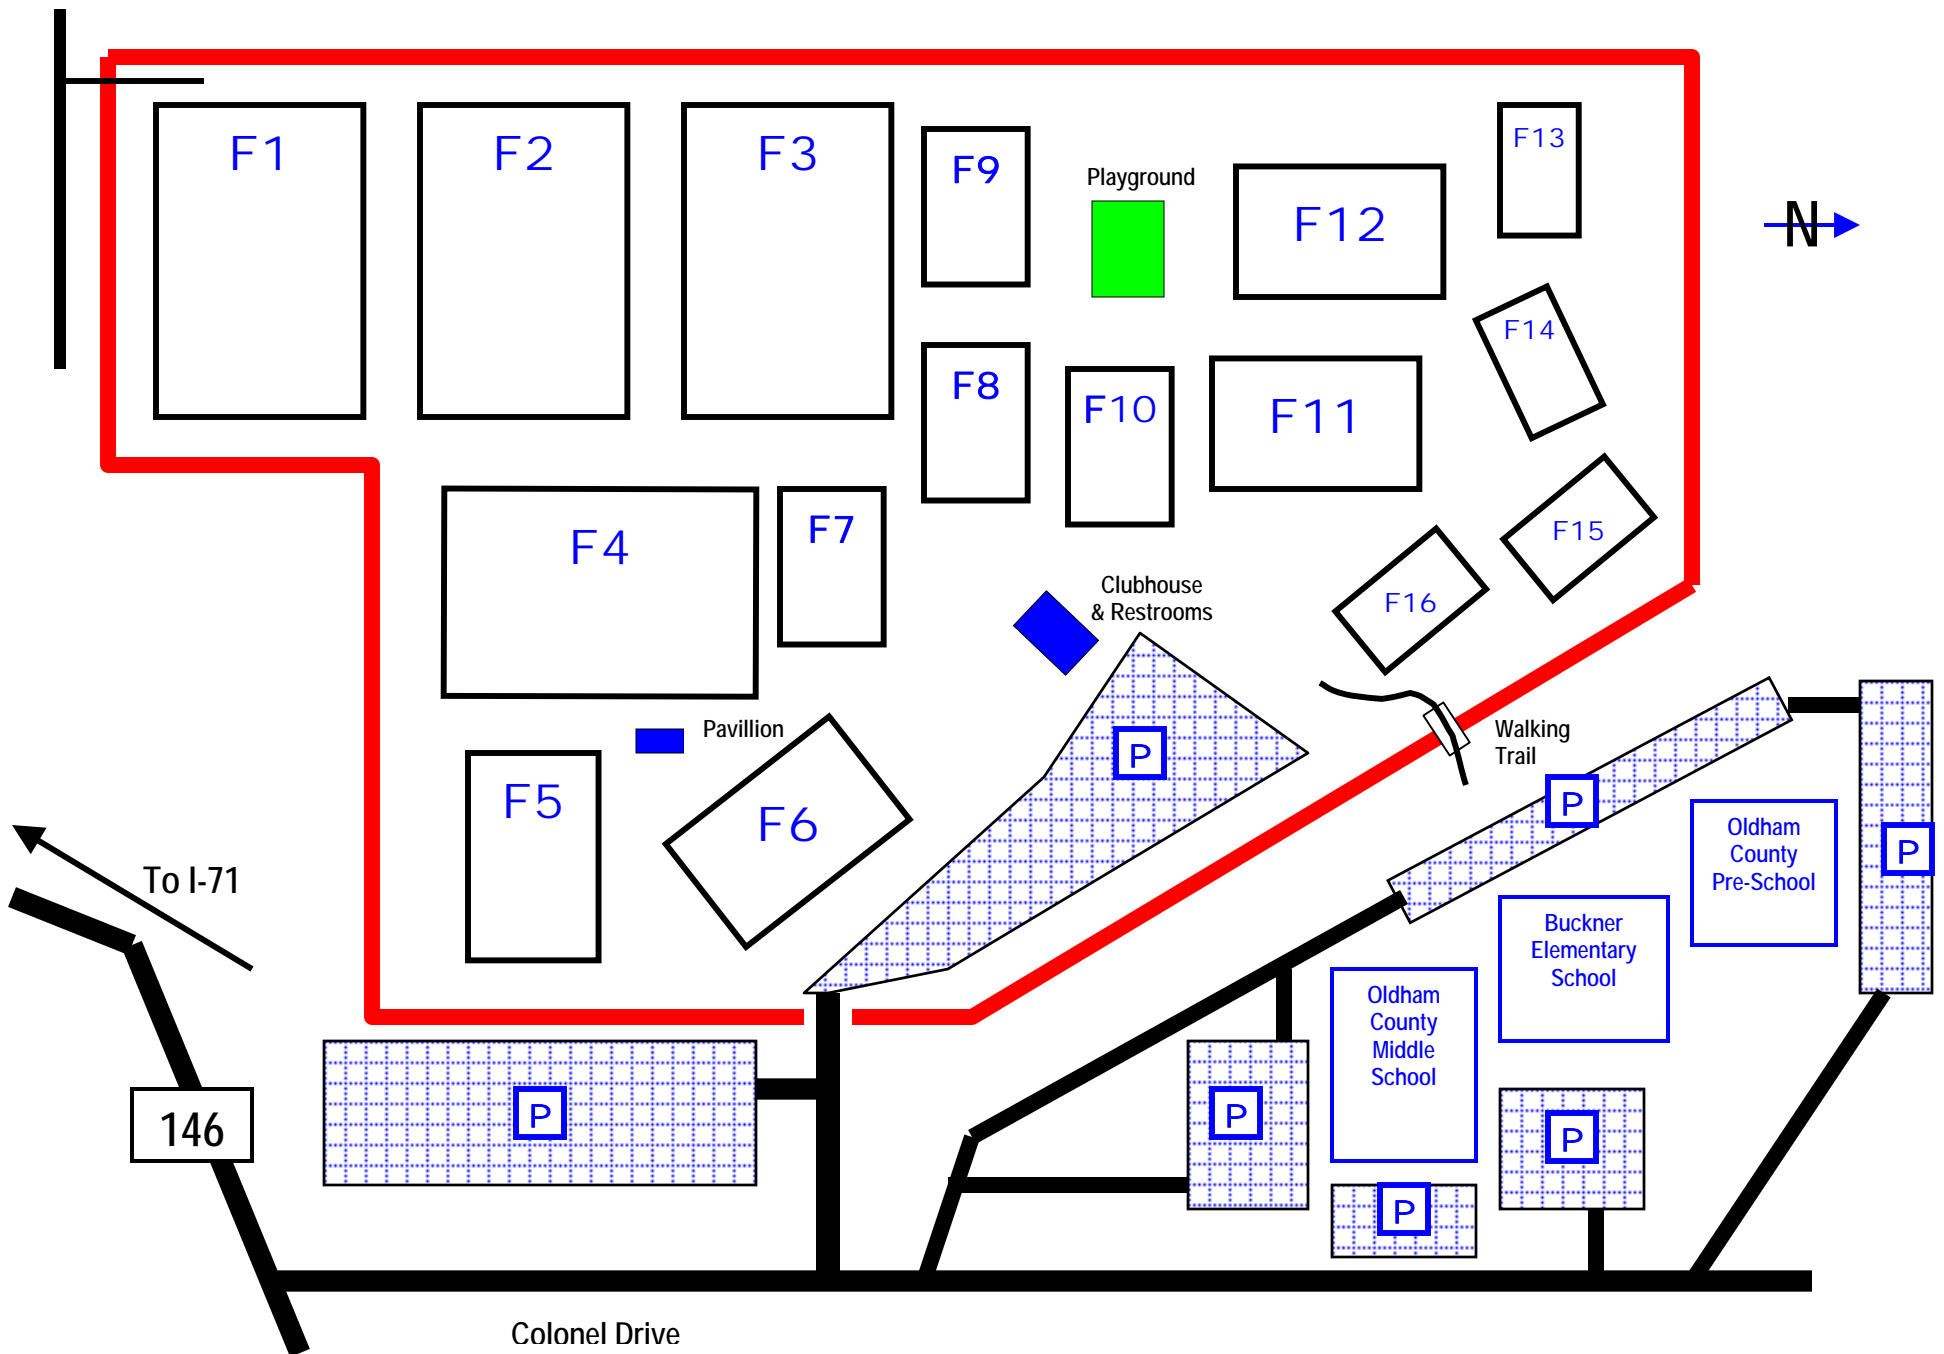 F1
F2
F3
F9
Playground
F12
F13
N
F14
F8
F10
F11
F4
F7
F15
Clubhouse
& Restrooms
F16
Pavillion
Walking
Trail
P
F5
F6
P
Oldham
County
Pre-School
P
To I-71
Buckner
Elementary
School
Oldham
County
Middle
School
146
P
P
P
P
Colonel Drive